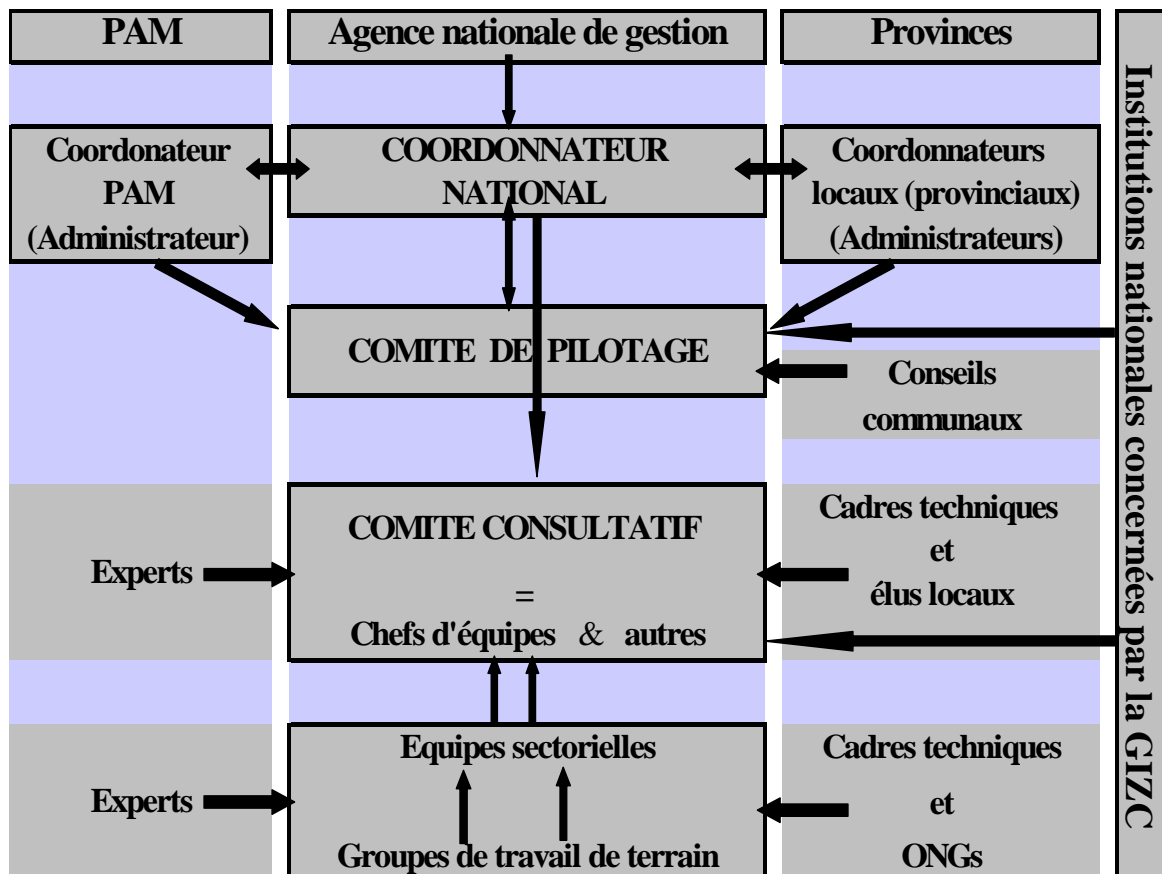 PAM
Agence nationale de gestion
Provinces
Coordonateur
PAM
(Administrateur)
COORDONNATEUR
NATIONAL
Coordonnateurs
locaux (provinciaux)
(Administrateurs)
COMITE DE PILOTAGE
Conseils
communaux
Experts
COMITE CONSULTATIF
=
Chefs d'équipes & autres
Cadres techniques
et
élus locaux
Experts
Equipes sectorielles
Groupes de travail de terrain
Cadres techniques
et
ONGs
Institutions nationales concernées par la GIZC